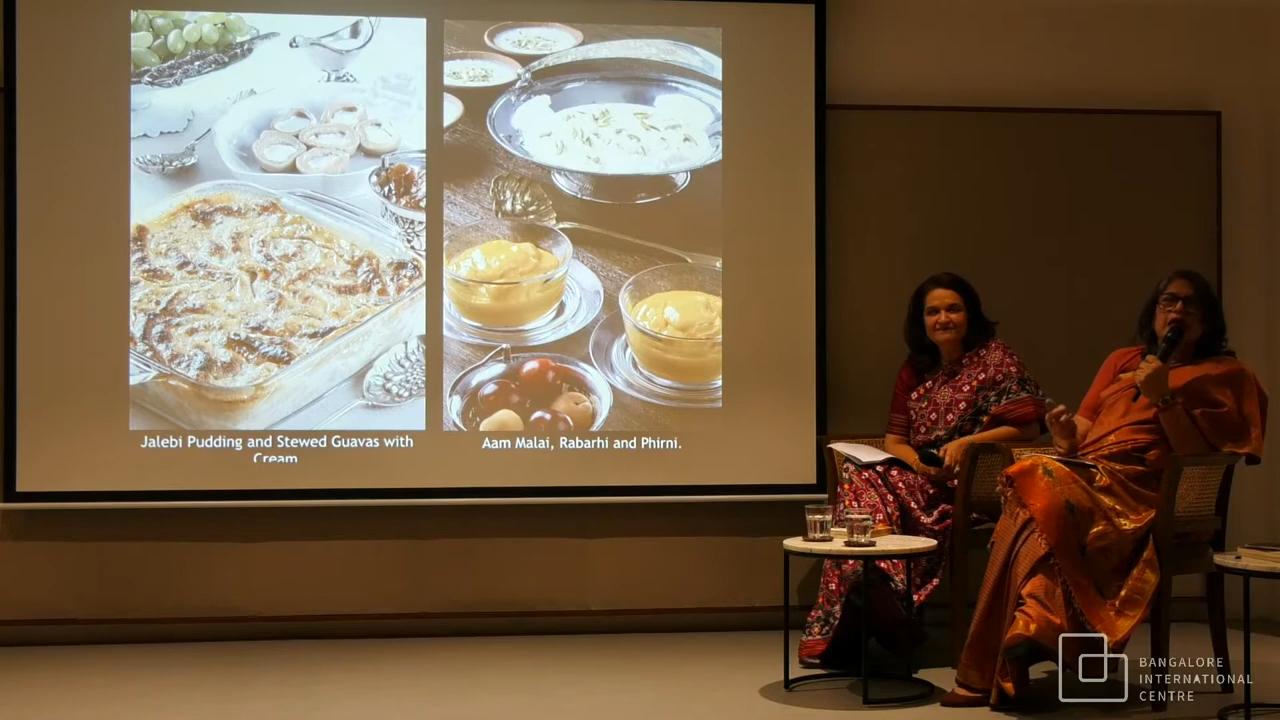 Jalebi Pudding and Stewed Guavas with
Cream
Aam Malai, Rabarhi and Phirni.
BANGALORE
INTERNATIONAL
CENTRE